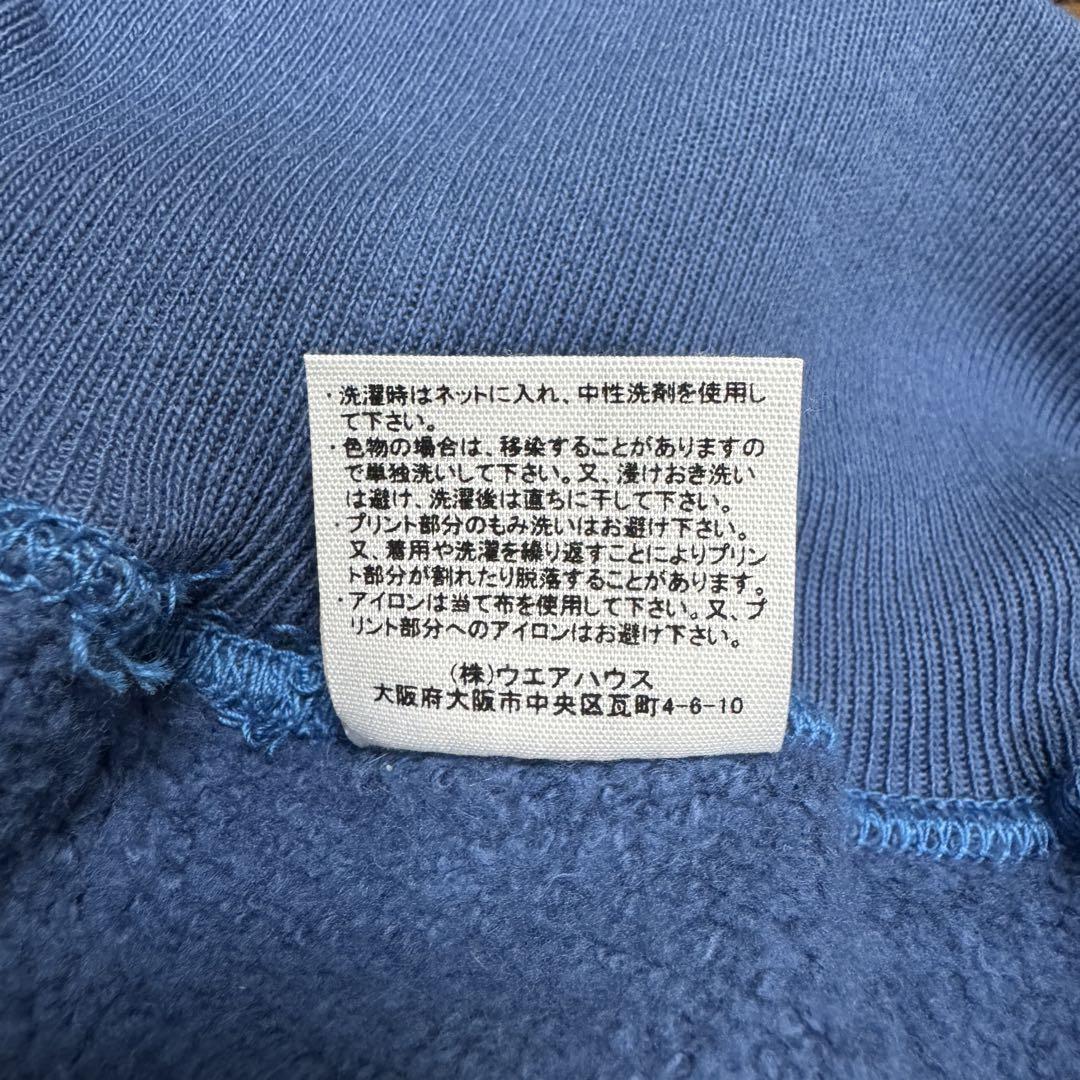 ・洗濯時はネットに入れ、中性洗剤を使用し
て下さい。
・色物の場合は、移染することがありますの
で単独洗いして下さい。又、浸けおき洗い
は避け、洗濯後は直ちに干して下さい。
・プリント部分のもみ洗いはお避け下さい。
又、着用や洗濯を繰り返すことによりプリン
ト部分が割れたり脱落することがあります。
・アイロンは当て布を使用して下さい。又、プ
リント部分へのアイロンはお避け下さい。
(株)ウエアハウス
大阪府大阪市中央区瓦町4-6-10